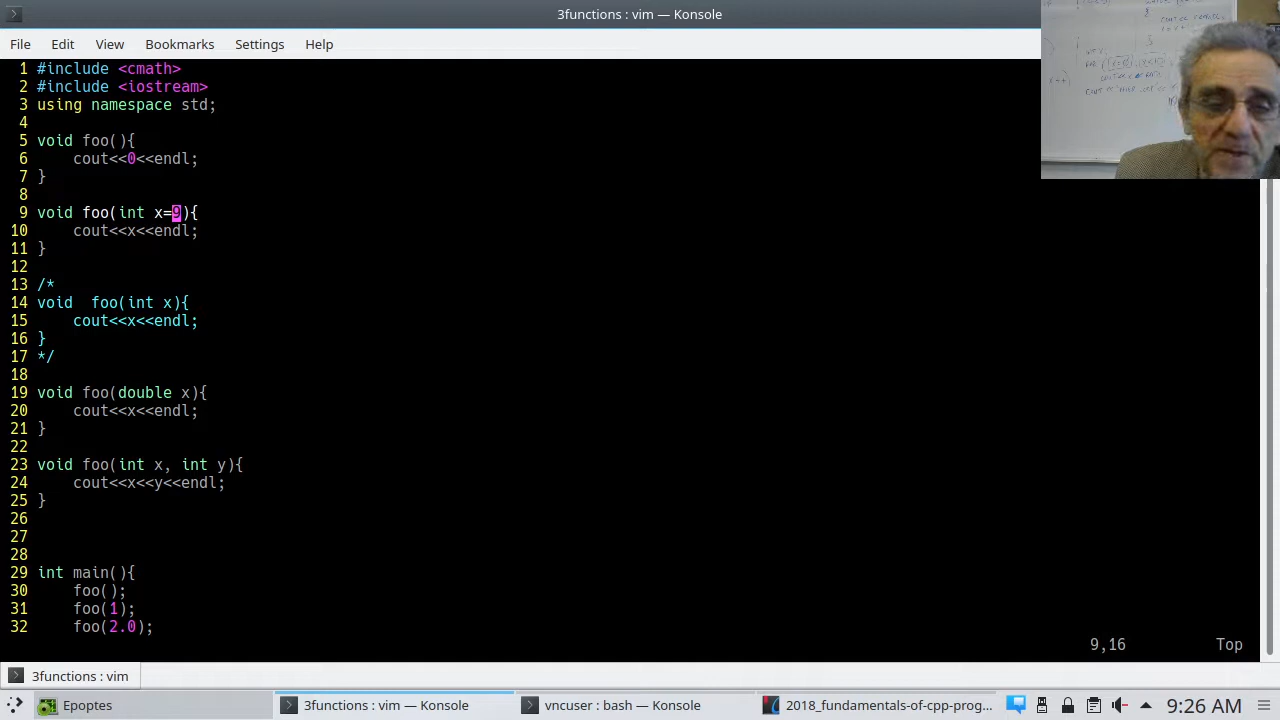 3functions : vim — Konsole
File Edit View Bookmarks Settings Help
1 #include <cmath>
2 #include <iostream>
3 using namespace std;
4
5 void foo(){
6 cout<<0<<endl;
7 }
8
9 void foo(int x=9){
10 cout<<x<<endl;
11 }
12
13 /*
14 void  foo(int x){
15 cout<<x<<endl;
16 }
17 */
18
19 void foo(double x){
20 cout<<x<<endl;
21 }
22
23 void foo(int x, int y){
24 cout<<x<<y<<endl;
25 }
26
27
28
29 int main(){
30 foo();
31 foo(1);
32 foo(2.0);
9,16 Top
3functions : vim
Epoptes 3functions : vim — Konsole vncuser : bash — Konsole 2018_fundamentals-of-cpp-prog... 9:26 AM